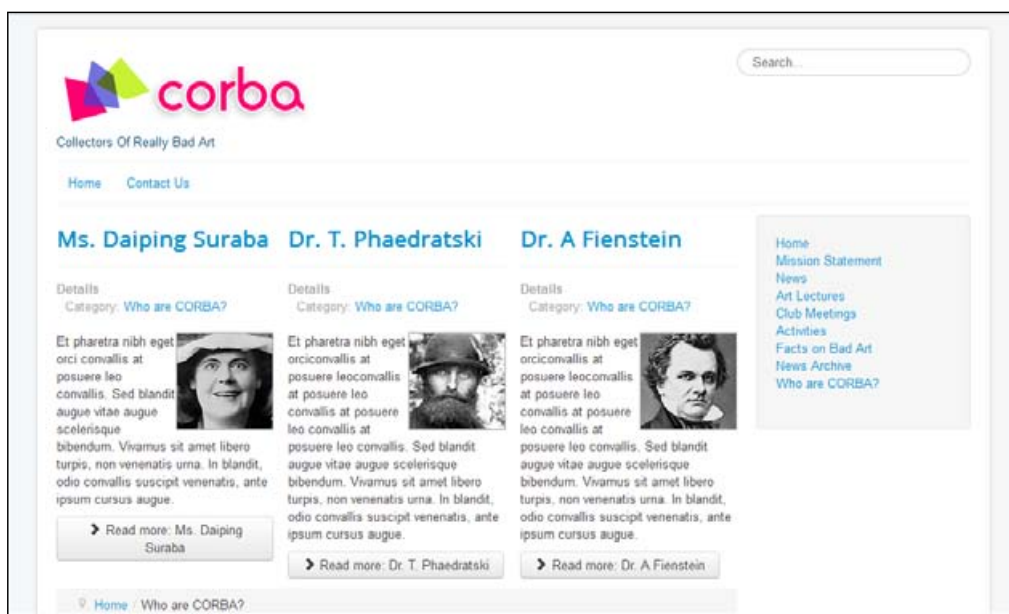 Search...
corba
Collectors Of Really Bad Art
Home Contact Us
Ms. Daiping Suraba
Details
Category: Who are CORBA?
Et pharetra nibh eget
orci convallis at
posuere leo
convallis. Sed blandit
augue vitae augue
scelerisque
bibendum. Vivamus sit amet libero
turpis, non venenatis urna. In blandit,
odio convallis suscipit venenatis, ante
ipsum cursus augue.
Read more: Ms. Daiping
Suraba
Dr. T. Phaedratski
Details
Category: Who are CORBA?
Et pharetra nibh eget
orciconvallis at
posuere leoconvallis
at posuere leo
convallis at posuere
leo convallis at
posuere leo convallis. Sed blandit
augue vitae augue scelerisque
bibendum. Vivamus sit amet libero
turpis, non venenatis urna. In blandit,
odio convallis suscipit venenatis, ante
ipsum cursus augue.
Read more: Dr. T. Phaedratski
Dr. A Fienstein
Details
Category: Who are CORBA?
Et pharetra nibh eget
orciconvallis at
posuere leoconvallis
at posuere leo
convallis at posuere
leo convallis at
posuere leo convallis. Sed blandit
augue vitae augue scelerisque
bibendum. Vivamus sit amet libero
turpis, non venenatis urna. In blandit,
odio convallis suscipit venenatis, ante
ipsum cursus augue.
Read more: Dr. A Fienstein
Home
Mission Statement
News
Art Lectures
Club Meetings
Activities
Facts on Bad Art
News Archive
Who are CORBA?
Home / Who are CORBA?